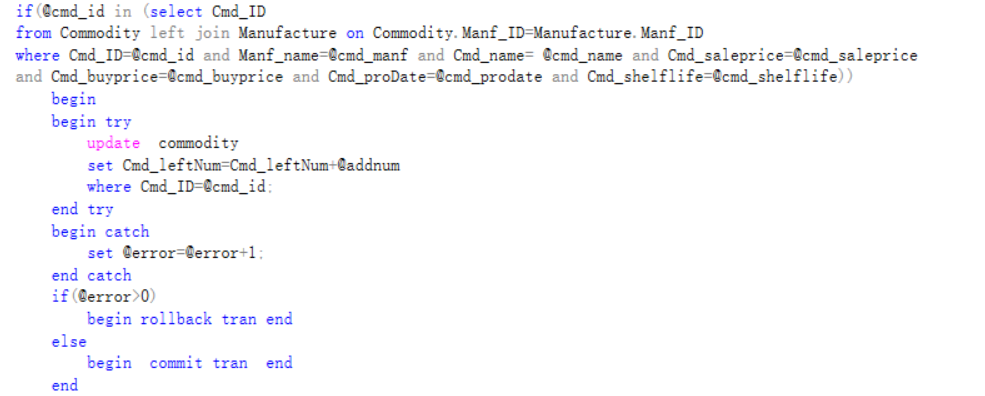 if(@cmd_id in (select Cmd_ID
from Commodity left join Manufacture on Commodity.Manf_ID=Manufacture.Manf_ID
where Cmd_ID=@cmd_id and Manf_name=@cmd_manf and Cmd_name= @cmd_name and Cmd_saleprice=@cmd_saleprice
and Cmd_buyprice=@cmd_buyprice and Cmd_proDate=@cmd_prodate and Cmd_shelflife=@cmd_shelflife))
    begin
    begin try
        update  commodity
        set Cmd_leftNum=Cmd_leftNum+@addnum
        where Cmd_ID=@cmd_id;
    end try
    begin catch
        set @error=@error+1;
    end catch
    if(@error>0)
        begin rollback tran end
    else
        begin  commit tran  end
    end